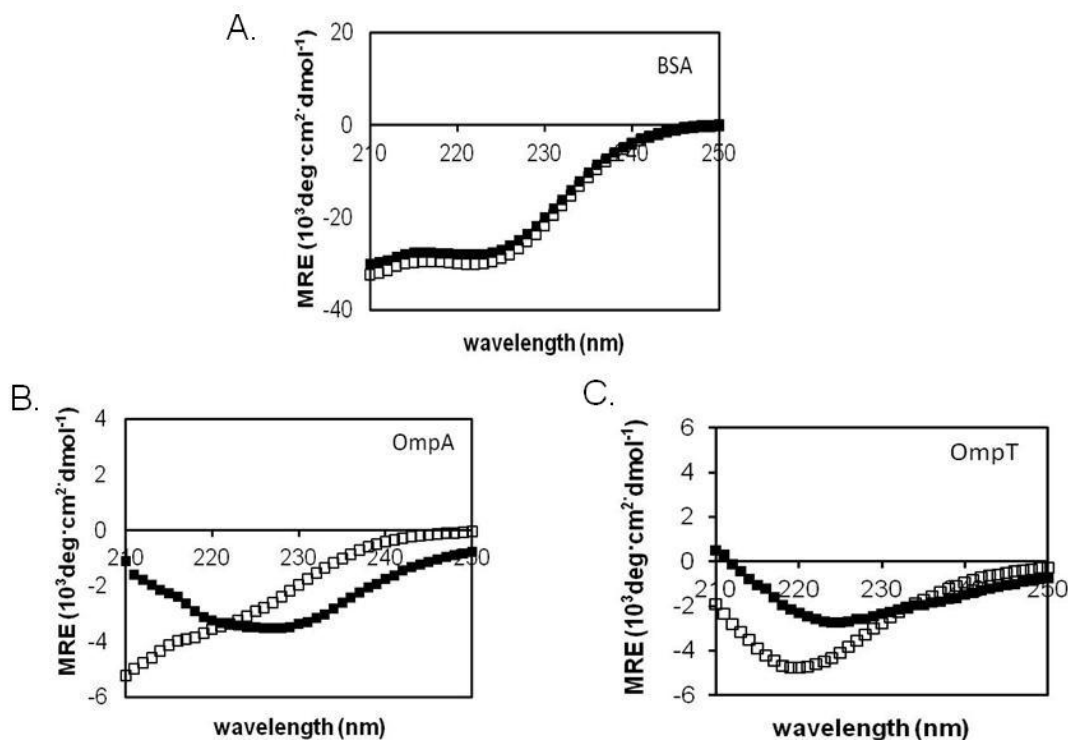 A.
20
0
-20
-40
210 220 230 240 250
BSA
MRE (10³deg·cm²·dmol⁻¹)
wavelength (nm)
B.
4
2
0
-2
-4
-6
210 220 230 240 250
OmpA
MRE (10³deg·cm²·dmol⁻¹)
wavelength (nm)
C.
6
4
2
0
-2
-4
-6
210 220 230 240 250
OmpT
MRE (10³deg·cm²·dmol⁻¹)
wavelength (nm)